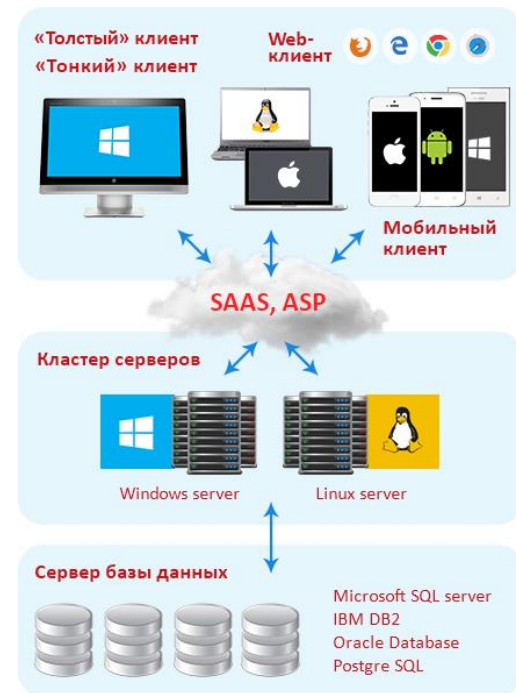 «Толстый» клиент
«Тонкий» клиент
Web-
клиент
Мобильный
клиент
SAAS, ASP
Кластер серверов
Windows server
Linux server
Сервер базы данных
Microsoft SQL server
IBM DB2
Oracle Database
Postgre SQL